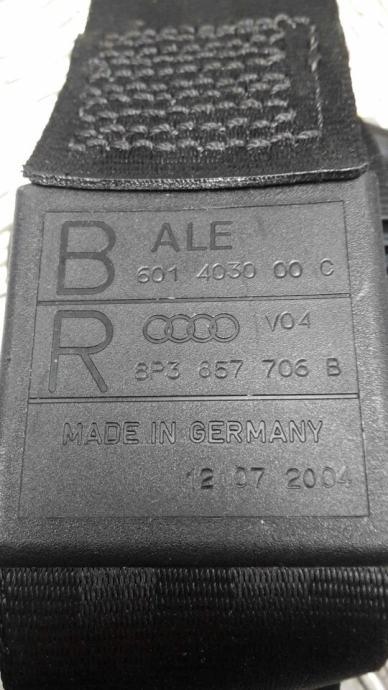 B ALE
601 4030 00 C
R V04
8P3 857 706 B
MADE IN GERMANY
12 07 2004